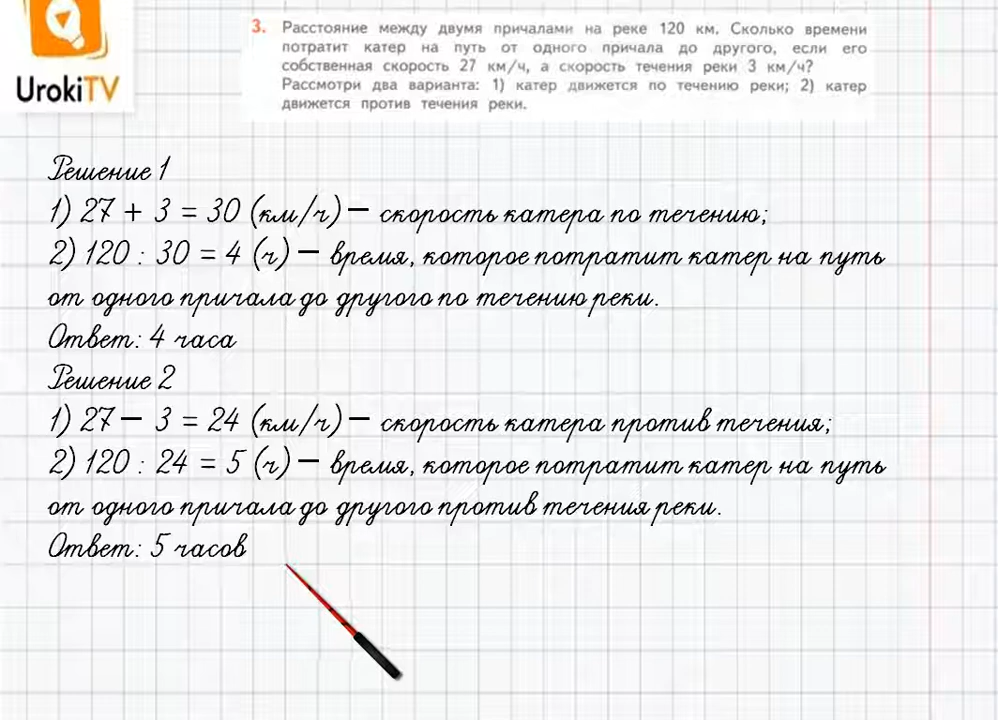 UrokiTV
3. Расстояние между двумя причалами на реке 120 км. Сколько времени
потратит катер на путь от одного причала до другого, если его
собственная скорость 27 км/ч, а скорость течения реки 3 км/ч?
Рассмотри два варианта: 1) катер движется по течению реки; 2) катер
движется против течения реки.
Решение 1
1) 27 + 3 = 30 (км/ч) — скорость катера по течению;
2) 120 : 30 = 4 (ч) — время, которое потратит катер на путь
от одного причала до другого по течению реки.
Ответ: 4 часа
Решение 2
1) 27 — 3 = 24 (км/ч) — скорость катера против течения;
2) 120 : 24 = 5 (ч) — время, которое потратит катер на путь
от одного причала до другого против течения реки.
Ответ: 5 часов